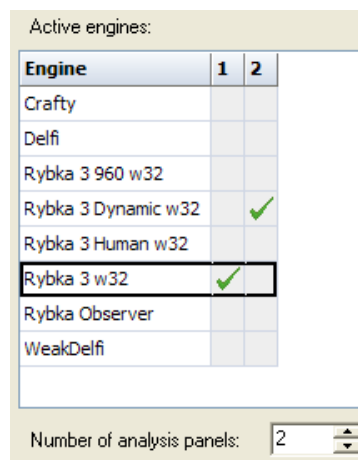 Active engines:
Engine 1 2
Crafty
Delfi
Rybka 3 960 w32
Rybka 3 Dynamic w32
Rybka 3 Human w32
Rybka 3 w32
Rybka Observer
WeakDelfi
Number of analysis panels: 2